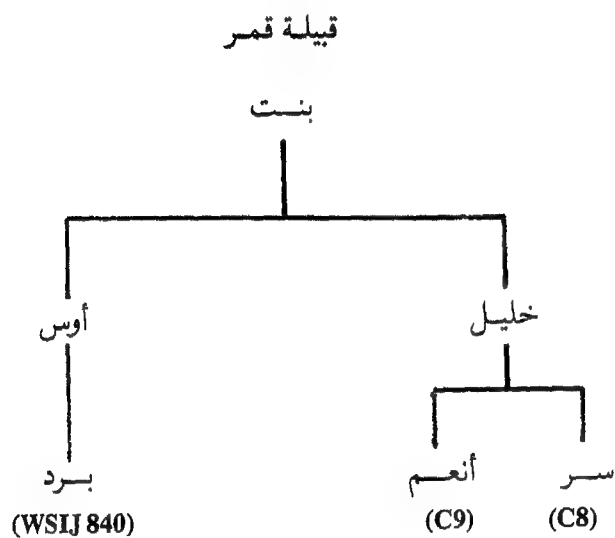 قبيلة قمر
بنت
خليل أوس
سر أنعم برد
(C8) (C9) (WSIJ 840)